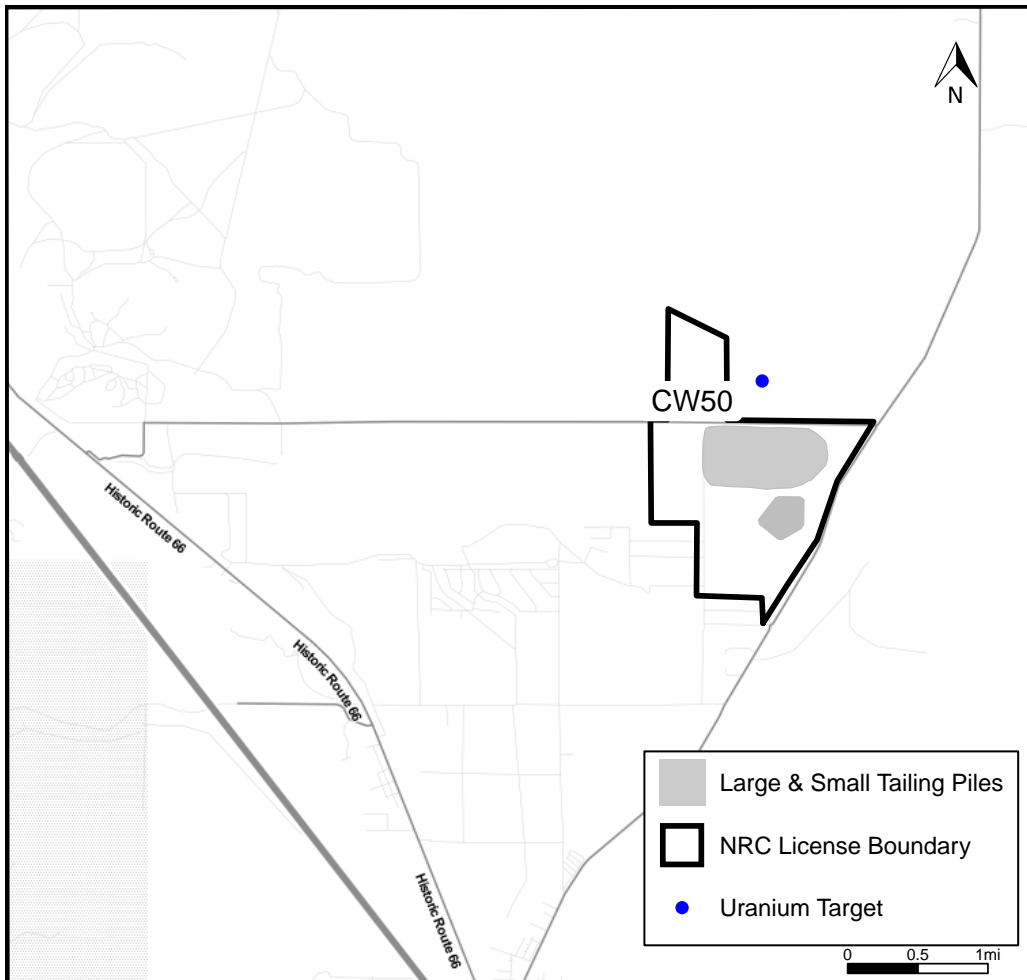 N
CW50
Historic Route 66
Historic Route 66
Historic Route 66
Large & Small Tailing Piles
NRC License Boundary
Uranium Target
0 0.5 1mi